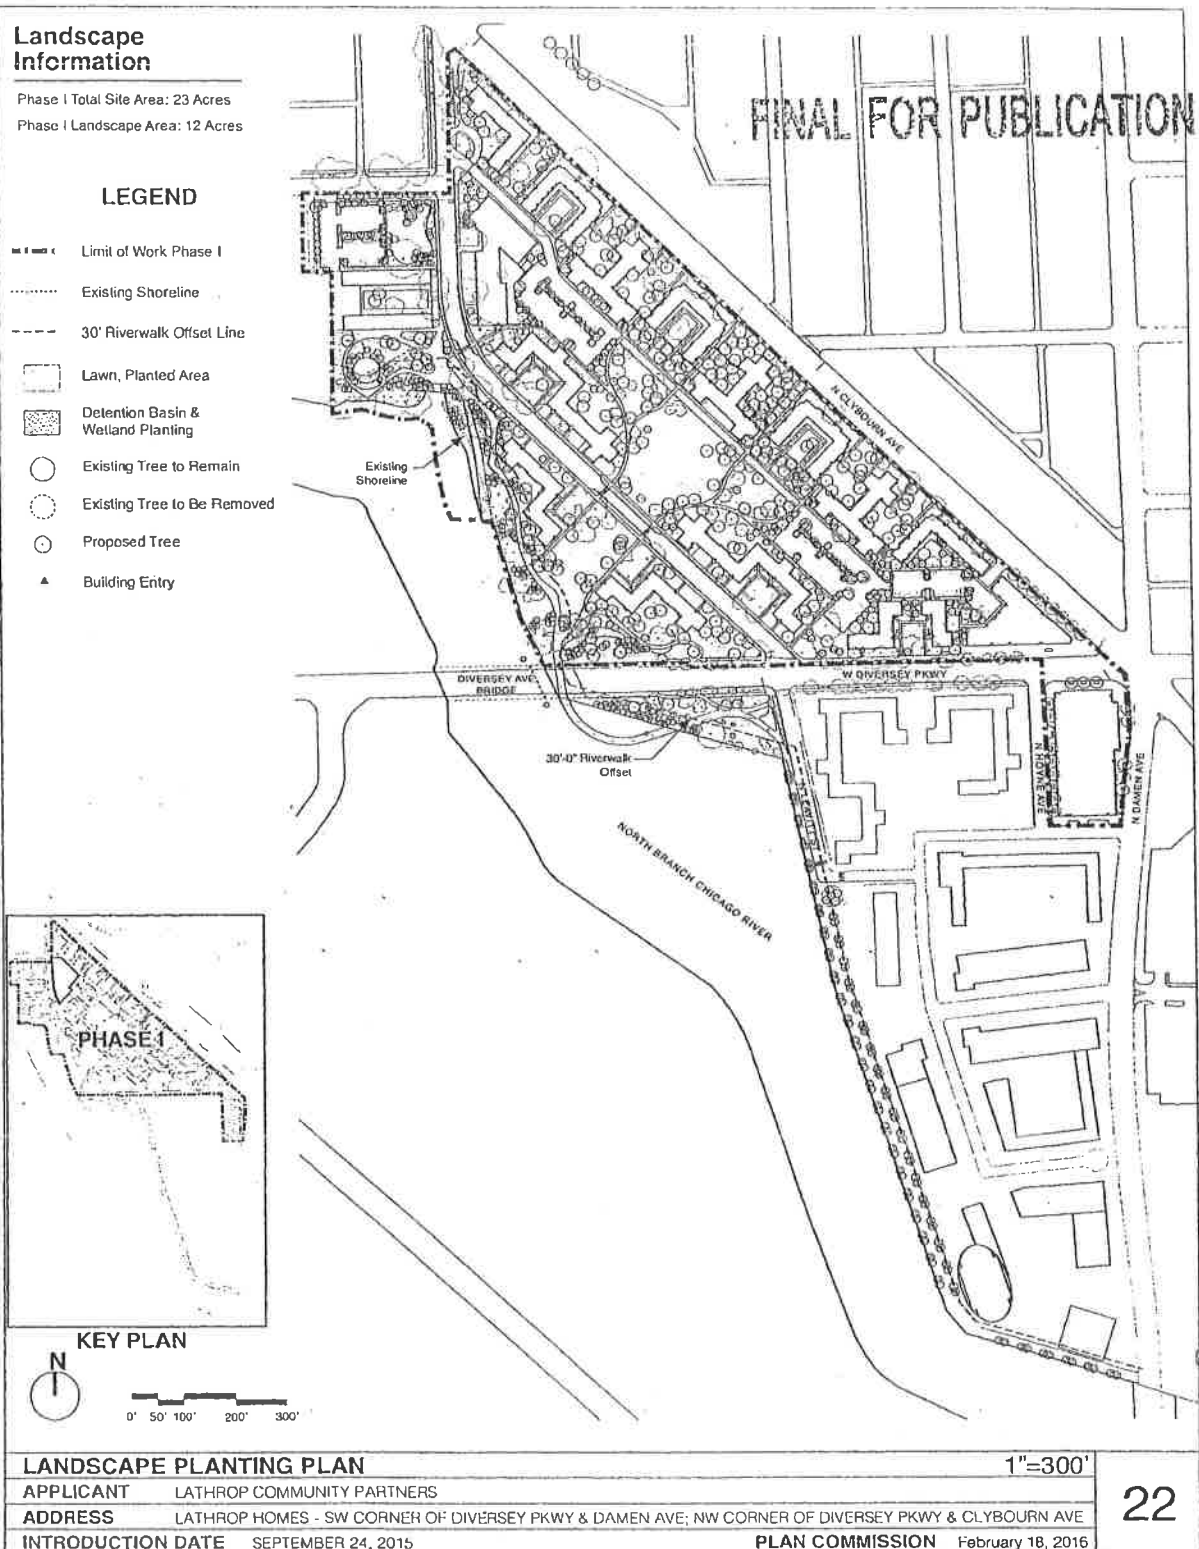 Landscape
Information
Phase I Total Site Area: 23 Acres
Phase I Landscape Area: 12 Acres
FINAL FOR PUBLICATION
LEGEND
Limit of Work Phase I
Existing Shoreline
30' Riverwalk Offset Line
Lawn, Planted Area
Detention Basin &
Wetland Planting
Existing Tree to Remain
Existing Tree to Be Removed
Proposed Tree
Building Entry
N CLYBOURN AVE
Existing
Shoreline
DIVERSEY AVE
BRIDGE
W DIVERSEY PKWY
30'-0" Riverwalk
Offset
N HOYNE AVE
N DAMEN AVE
N LEAVITT ST
NORTH BRANCH CHICAGO RIVER
PHASE I
KEY PLAN
N
0' 50' 100' 200' 300'
LANDSCAPE PLANTING PLAN 1"=300'
APPLICANT LATHROP COMMUNITY PARTNERS
ADDRESS LATHROP HOMES - SW CORNER OF DIVERSEY PKWY & DAMEN AVE; NW CORNER OF DIVERSEY PKWY & CLYBOURN AVE
INTRODUCTION DATE SEPTEMBER 24, 2015 PLAN COMMISSION February 18, 2016
22